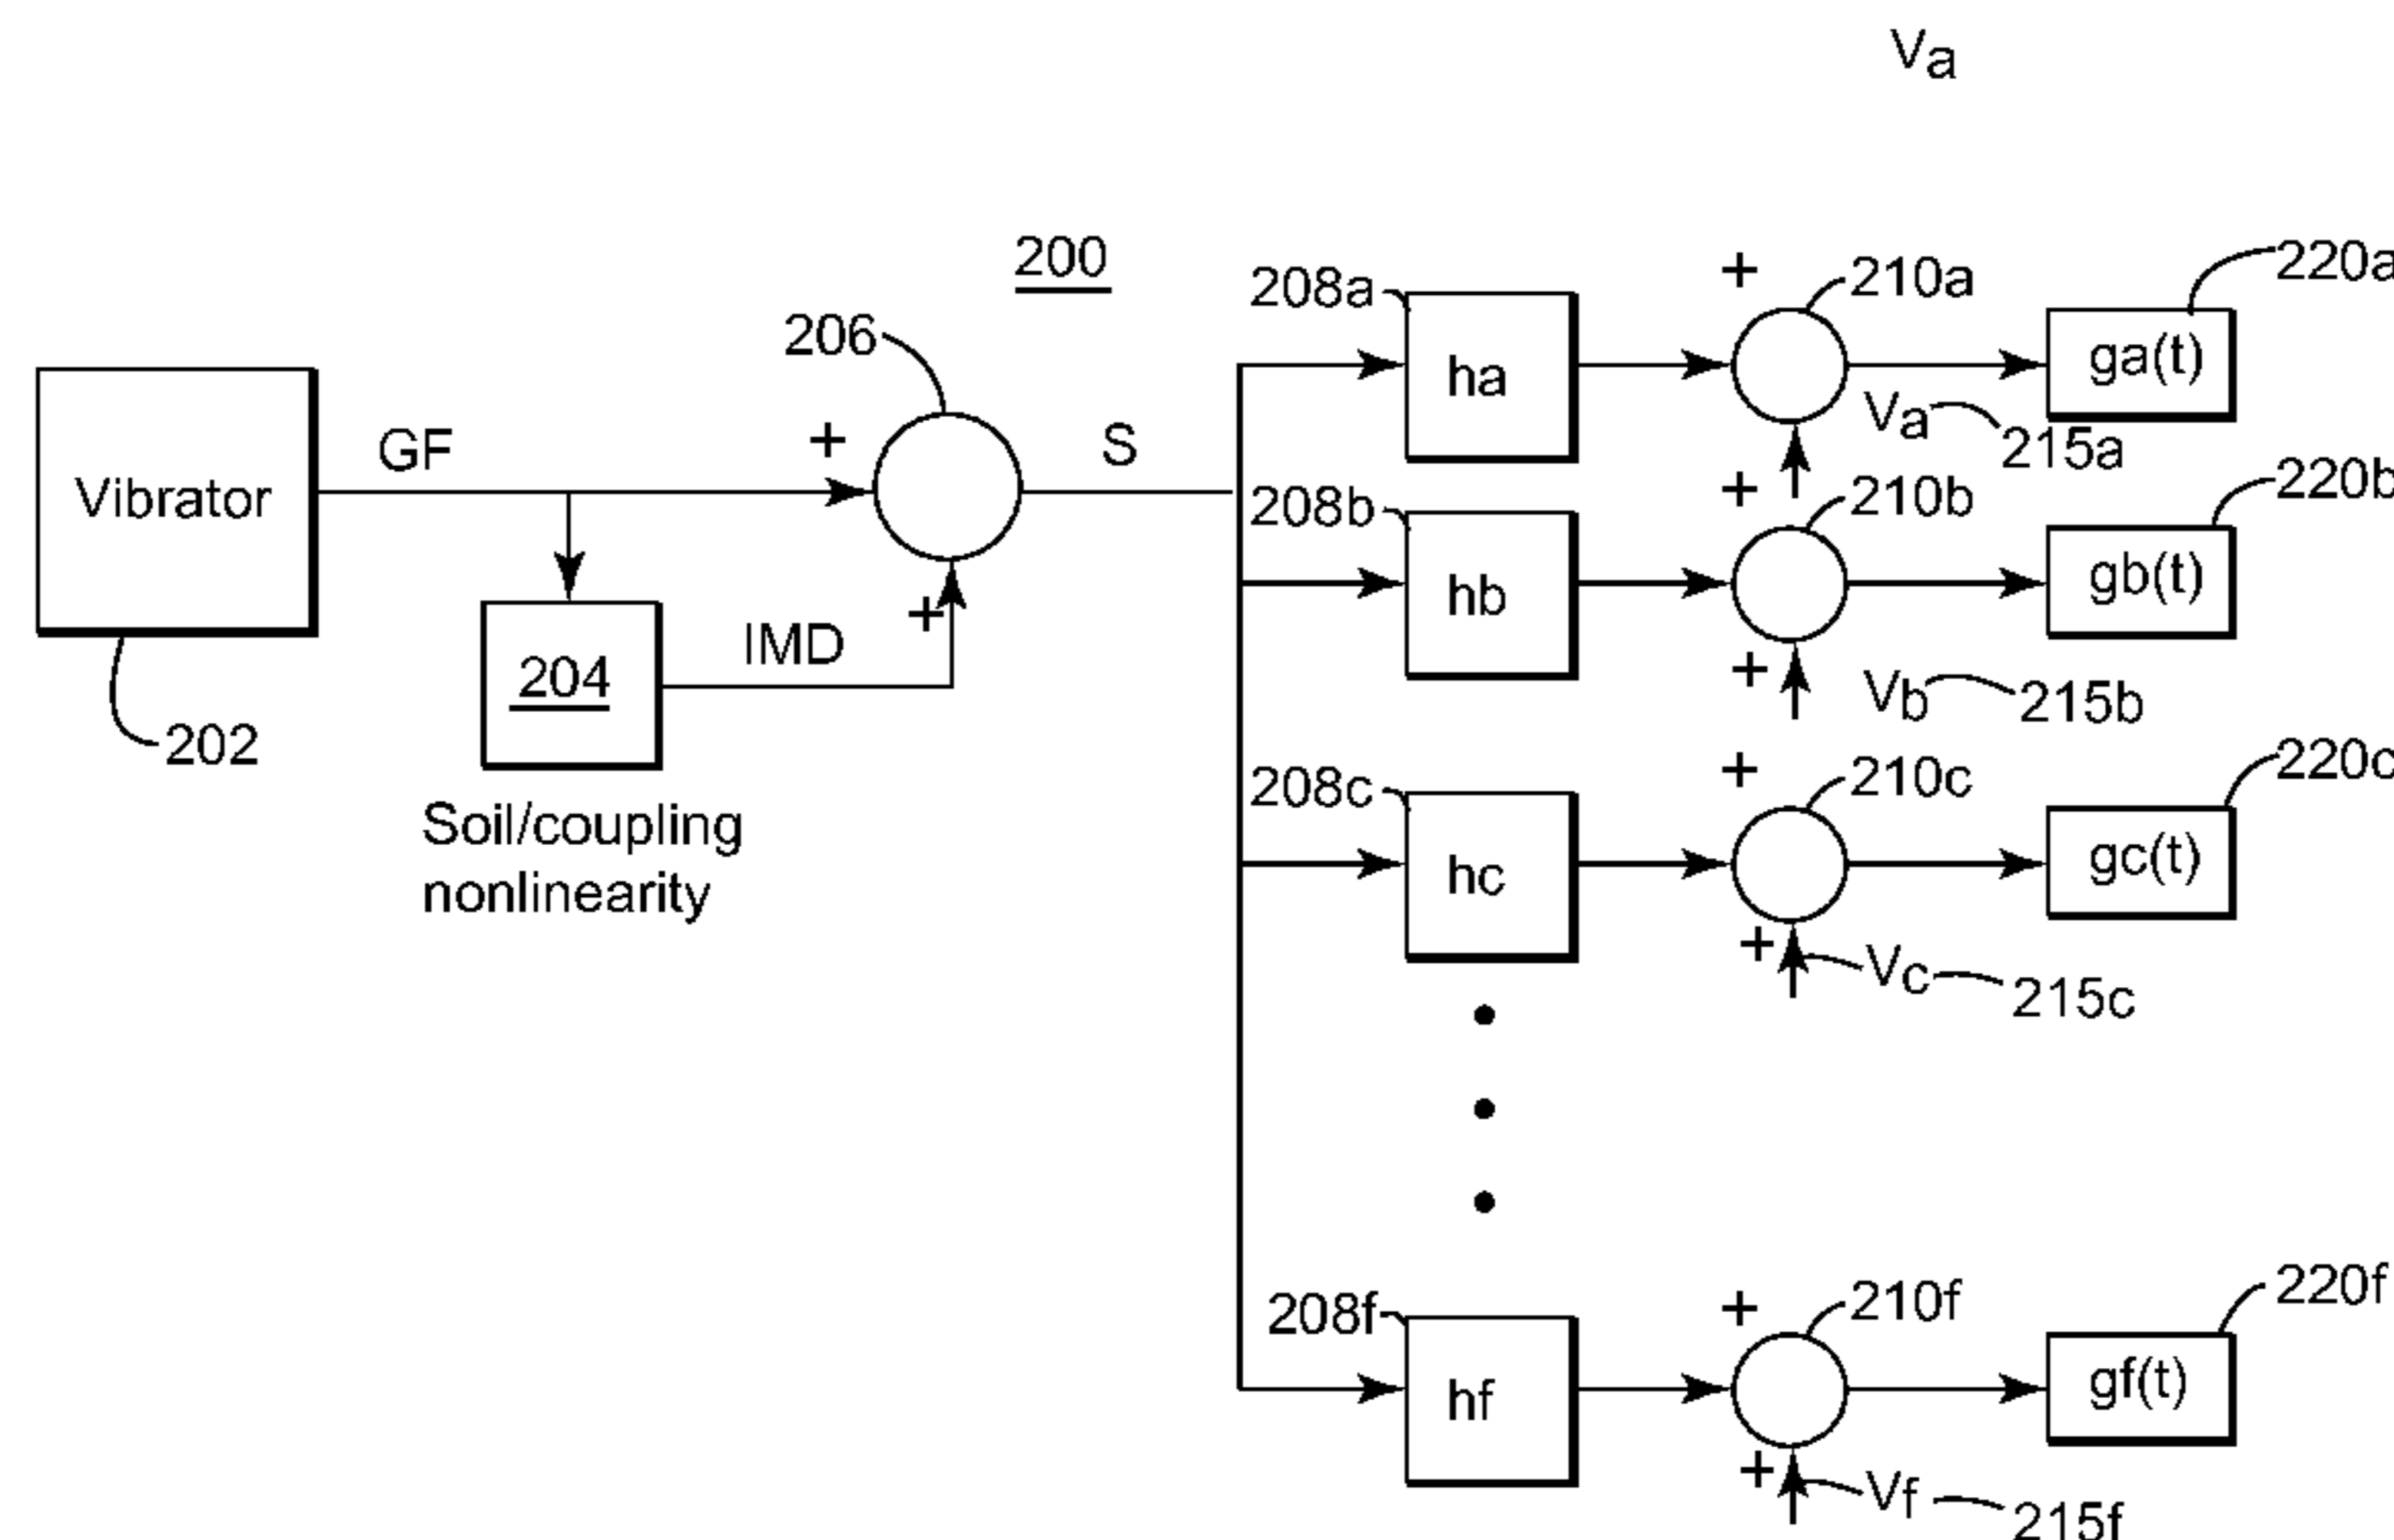 Va
200
206
Vibrator
GF
+
+
S
202
204
IMD
Soil/coupling
nonlinearity
208a
ha
+
210a
Va
215a
220a
ga(t)
208b
hb
+
210b
+
Vb
215b
220b
gb(t)
208c
hc
+
210c
+
Vc
215c
220c
gc(t)
208f
hf
+
210f
+
Vf
215f
220f
gf(t)